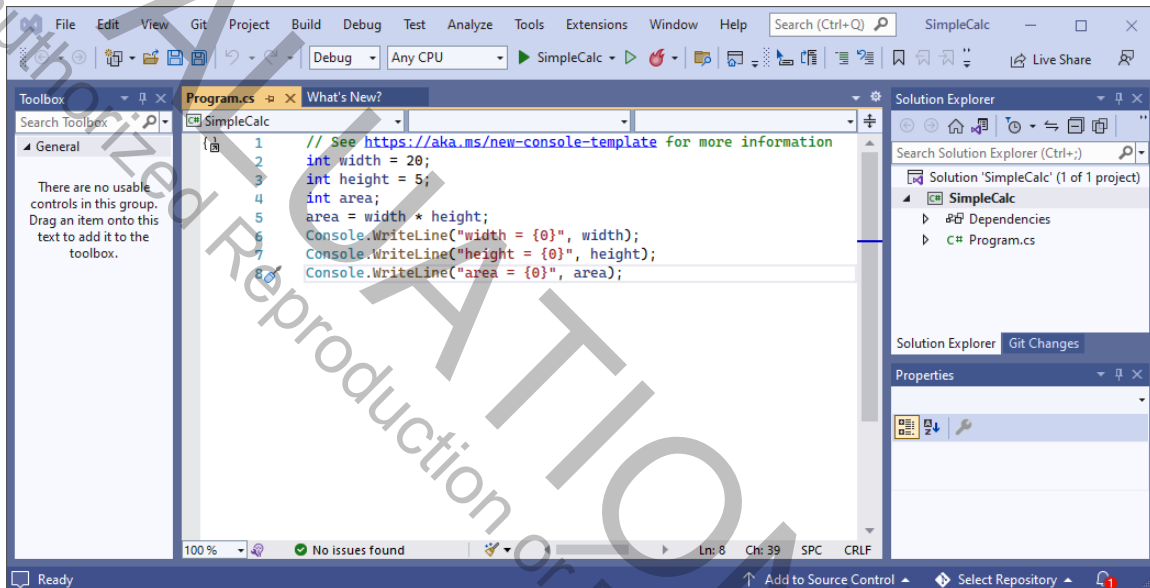 File Edit View Git Project Build Debug Test Analyze Tools Extensions Window Help Search (Ctrl+Q) SimpleCalc
Debug Any CPU SimpleCalc Live Share
Toolbox
Search Toolbox
General
There are no usable
controls in this group.
Drag an item onto this
text to add it to the
toolbox.
Program.cs What's New?
C# SimpleCalc
1 // See https://aka.ms/new-console-template for more information
2 int width = 20;
3 int height = 5;
4 int area;
5 area = width * height;
6 Console.WriteLine("width = {0}", width);
7 Console.WriteLine("height = {0}", height);
8 Console.WriteLine("area = {0}", area);
100 % No issues found Ln: 8 Ch: 39 SPC CRLF
Solution Explorer
Search Solution Explorer (Ctrl+;)
Solution 'SimpleCalc' (1 of 1 project)
C# SimpleCalc
Dependencies
C# Program.cs
Solution Explorer Git Changes
Properties
Ready Add to Source Control Select Repository 1
ALUATION
uthorized Reproduction or